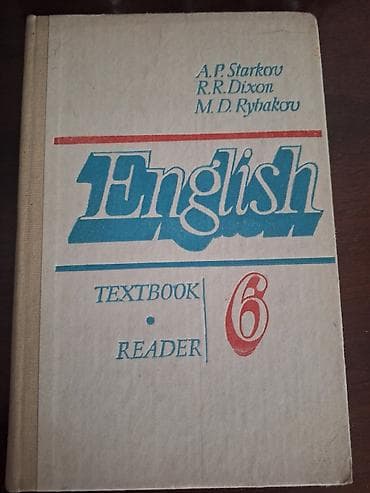 A.P. Starkov
R.R. Dixon
M.D. Rybakov
English
TEXTBOOK
•
READER
6